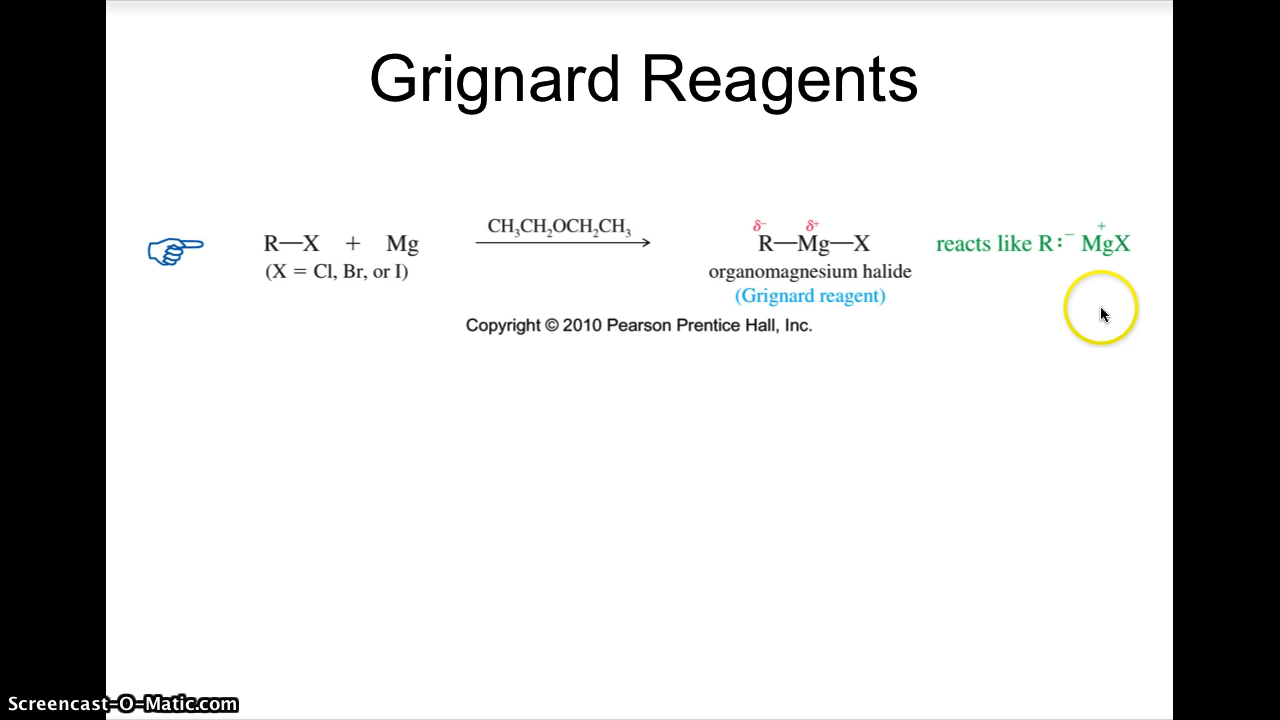 Grignard Reagents
R—X + Mg
(X = Cl, Br, or I)
CH₃CH₂OCH₂CH₃
δ⁻ δ⁺
R—Mg—X
organomagnesium halide
(Grignard reagent)
reacts like R:⁻ M⁺gX
Copyright © 2010 Pearson Prentice Hall, Inc.
Screencast-O-Matic.com